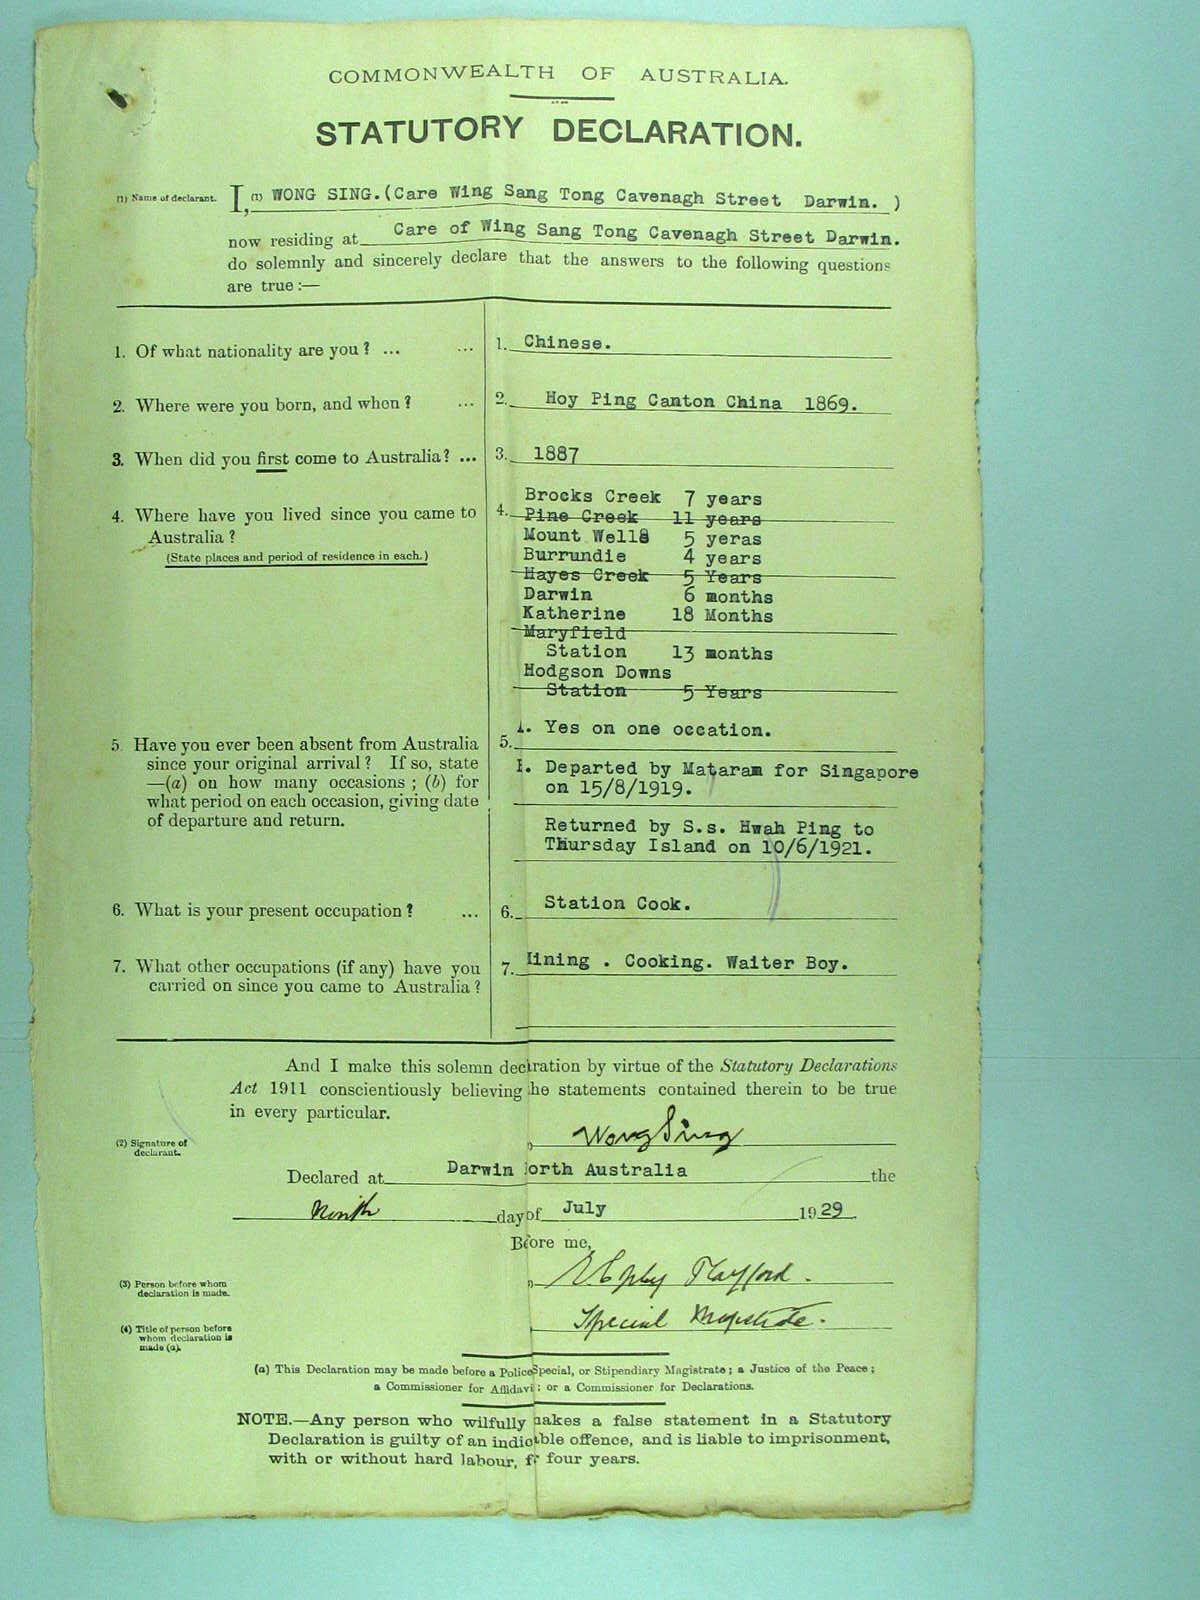 COMMONWEALTH OF AUSTRALIA.
STATUTORY DECLARATION.
(1) Name of declarant. I, (1) WONG SING.(Care Wing Sang Tong Cavenagh Street Darwin. )
now residing at Care of Wing Sang Tong Cavenagh Street Darwin.
do solemnly and sincerely declare that the answers to the following questions
are true:—
1. Of what nationality are you? ... ... 1. Chinese.
2. Where were you born, and when? ... 2. Hoy Ping Canton China 1869.
3. When did you first come to Australia? ... 3. 1887
4. Where have you lived since you came to
Australia?
(State places and period of residence in each.)
4. Brocks Creek 7 years
Pine Creek 11 years
Mount Wells 5 yeras
Burrundie 4 years
Hayes Creek 5 Years
Darwin 6 months
Katherine 18 Months
Maryfield
Station 13 months
Hodgson Downs
Station 5 Years
5. Have you ever been absent from Australia
since your original arrival? If so, state
—(a) on how many occasions; (b) for
what period on each occasion, giving date
of departure and return.
5. 1. Yes on one occation.
1. Departed by Mataram for Singapore
on 15/8/1919.
Returned by S.s. Hwah Ping to
Thursday Island on 10/6/1921.
6. What is your present occupation? ... 6. Station Cook.
7. What other occupations (if any) have you
carried on since you came to Australia?
7. Mining . Cooking. Waiter Boy.
And I make this solemn declaration by virtue of the Statutory Declarations
Act 1911 conscientiously believing the statements contained therein to be true
in every particular.
(2) Signature of
declarant.
Wong Sing
Declared at Darwin North Australia the
Ninth day of July 1929
Before me,
(3) Person before whom
declaration is made.
Playford.
(4) Title of person before
whom declaration is
made (a).
Special Magistrate.
(a) This Declaration may be made before a Police Special, or Stipendiary Magistrate; a Justice of the Peace;
a Commissioner for Affidavi; or a Commissioner for Declarations.
NOTE.—Any person who wilfully makes a false statement in a Statutory
Declaration is guilty of an indictable offence, and is liable to imprisonment,
with or without hard labour, for four years.